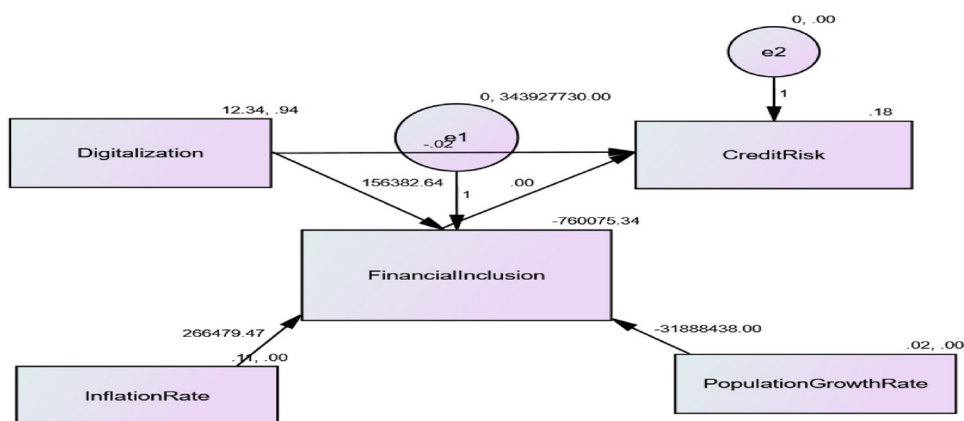 0, .00
e2
1
12.34, .94
0, 343927730.00
.18
Digitalization
e1
-.02
CreditRisk
156382.64
1
.00
-760075.34
FinancialInclusion
266479.47
-31888438.00
.11, .00
.02, .00
InflationRate
PopulationGrowthRate